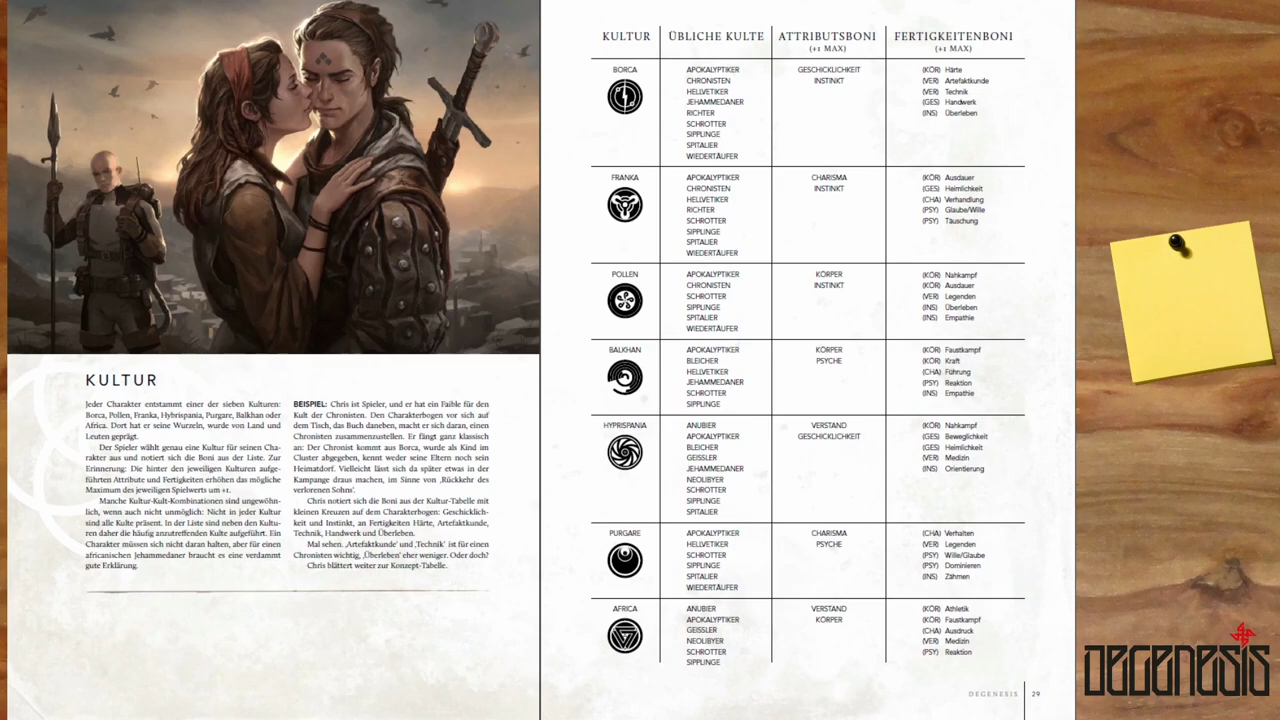 KULTUR
Jeder Charakter entstammt einer der sieben Kulturen:
Borca, Pollen, Franka, Hybrispania, Purgare, Balkhan oder
Africa. Dort hat er seine Wurzeln, wurde von Land und
Leuten geprägt.
Der Spieler wählt genau eine Kultur für seinen Cha-
rakter aus und notiert sich die Boni aus der Liste. Zur
Erinnerung: Die hinter den jeweiligen Kulturen aufge-
führten Attribute und Fertigkeiten erhöhen das mögliche
Maximum des jeweiligen Spielwerts um +1.
Manche Kultur-Kult-Kombinationen sind ungewöhn-
lich, wenn auch nicht unmöglich: Nicht in jeder Kultur
sind alle Kulte präsent. In der Liste sind neben den Kultu-
ren daher die häufig anzutreffenden Kulte aufgeführt. Ein
Charakter müssen sich nicht daran halten, aber für einen
africanischen Jehammedaner braucht es eine verdammt
gute Erklärung.
BEISPIEL: Chris ist Spieler, und er hat ein Faible für den
Kult der Chronisten. Den Charakterbogen vor sich auf
dem Tisch, das Buch daneben, macht er sich daran, einen
Chronisten zusammenzustellen. Er fängt ganz klassisch
an: Der Chronist kommt aus Borca, wurde als Kind im
Cluster abgegeben, kennt weder seine Eltern noch sein
Heimatdorf. Vielleicht lässt sich da später etwas in der
Kampange draus machen, im Sinne von ‚Rückkehr des
verlorenen Sohns‘.
Chris notiert sich die Boni aus der Kultur-Tabelle mit
kleinen Kreuzen auf dem Charakterbogen: Geschicklich-
keit und Instinkt, an Fertigkeiten Härte, Artefaktkunde,
Technik, Handwerk und Überleben.
Mal sehen. ‚Artefaktkunde‘ und ‚Technik‘ ist für einen
Chronisten wichtig, ‚Überleben‘ eher weniger. Oder doch?
Chris blättert weiter zur Konzept-Tabelle.
KULTUR ÜBLICHE KULTE ATTRIBUTSBONI FERTIGKEITENBONI
(+1 MAX) (+1 MAX)
BORCA APOKALYPTIKER GESCHICKLICHKEIT (KÖR) Härte
CHRONISTEN INSTINKT (VER) Artefaktkunde
HELLVETIKER (VER) Technik
JEHAMMEDANER (GES) Handwerk
RICHTER (INS) Überleben
SCHROTTER
SIPPLINGE
SPITALIER
WIEDERTÄUFER
FRANKA APOKALYPTIKER CHARISMA (KÖR) Ausdauer
CHRONISTEN INSTINKT (GES) Heimlichkeit
HELLVETIKER (CHA) Verhandlung
RICHTER (PSY) Glaube/Wille
SCHROTTER (PSY) Täuschung
SIPPLINGE
SPITALIER
WIEDERTÄUFER
POLLEN APOKALYPTIKER KÖRPER (KÖR) Nahkampf
CHRONISTEN INSTINKT (KÖR) Ausdauer
SCHROTTER (VER) Legenden
SIPPLINGE (INS) Überleben
SPITALIER (INS) Empathie
WIEDERTÄUFER
BALKHAN APOKALYPTIKER KÖRPER (KÖR) Faustkampf
BLEICHER PSYCHE (KÖR) Kraft
HELLVETIKER (CHA) Führung
JEHAMMEDANER (PSY) Reaktion
SCHROTTER (INS) Empathie
SIPPLINGE
HYPRISPANIA ANUBIER VERSTAND (KÖR) Nahkampf
APOKALYPTIKER GESCHICKLICHKEIT (GES) Beweglichkeit
BLEICHER (GES) Heimlichkeit
GEISSLER (VER) Medizin
JEHAMMEDANER (INS) Orientierung
NEOLIBYER
SCHROTTER
SIPPLINGE
SPITALIER
PURGARE APOKALYPTIKER CHARISMA (CHA) Verhalten
HELLVETIKER PSYCHE (VER) Legenden
SCHROTTER (PSY) Wille/Glaube
SIPPLINGE (PSY) Dominieren
SPITALIER (INS) Zähmen
WIEDERTÄUFER
AFRICA ANUBIER VERSTAND (KÖR) Athletik
APOKALYPTIKER KÖRPER (KÖR) Faustkampf
GEISSLER (CHA) Ausdruck
NEOLIBYER (VER) Medizin
SCHROTTER (PSY) Reaktion
SIPPLINGE
DEGENESIS 29
DEGENESIS